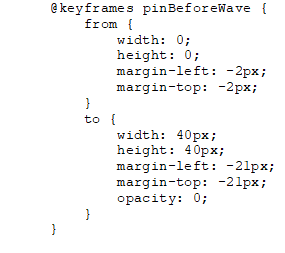 @keyframes pinBeforeWave {
from {
width: 0;
height: 0;
margin-left: -2px;
margin-top: -2px;
}
to {
width: 40px;
height: 40px;
margin-left: -21px;
margin-top: -21px;
opacity: 0;
}
}